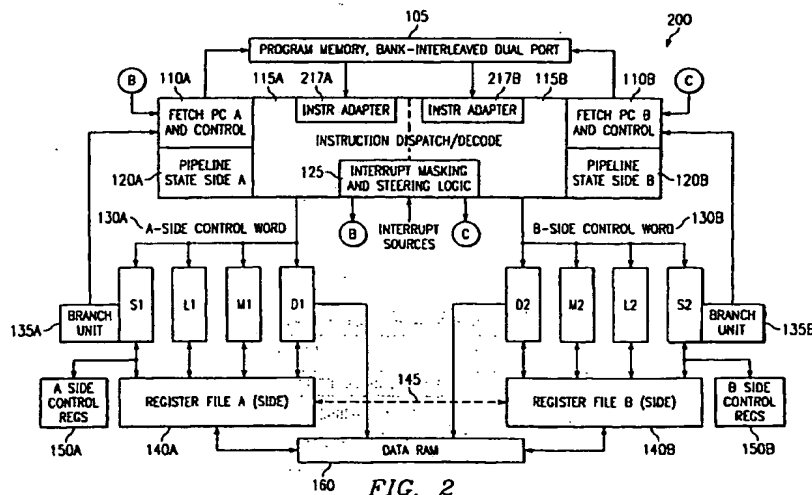 105
200
PROGRAM MEMORY, BANK-INTERLEAVED DUAL PORT
110A
115A
217A
217B
115B
110B
B
C
FETCH PC A
AND CONTROL
INSTR ADAPTER
INSTR ADAPTER
FETCH PC B
AND CONTROL
INSTRUCTION DISPATCH/DECODE
PIPELINE
STATE SIDE A
125
INTERRUPT MASKING
AND STEERING LOGIC
PIPELINE
STATE SIDE B
120A
120B
130A
A-SIDE CONTROL WORD
B
INTERRUPT
SOURCES
C
B-SIDE CONTROL WORD
130B
S1
L1
M1
D1
D2
M2
L2
S2
135A
BRANCH
UNIT
BRANCH
UNIT
135B
A SIDE
CONTROL
REGS
REGISTER FILE A (SIDE)
145
REGISTER FILE B (SIDE)
B SIDE
CONTROL
REGS
150A
140A
DATA RAM
140B
150B
160
FIG. 2